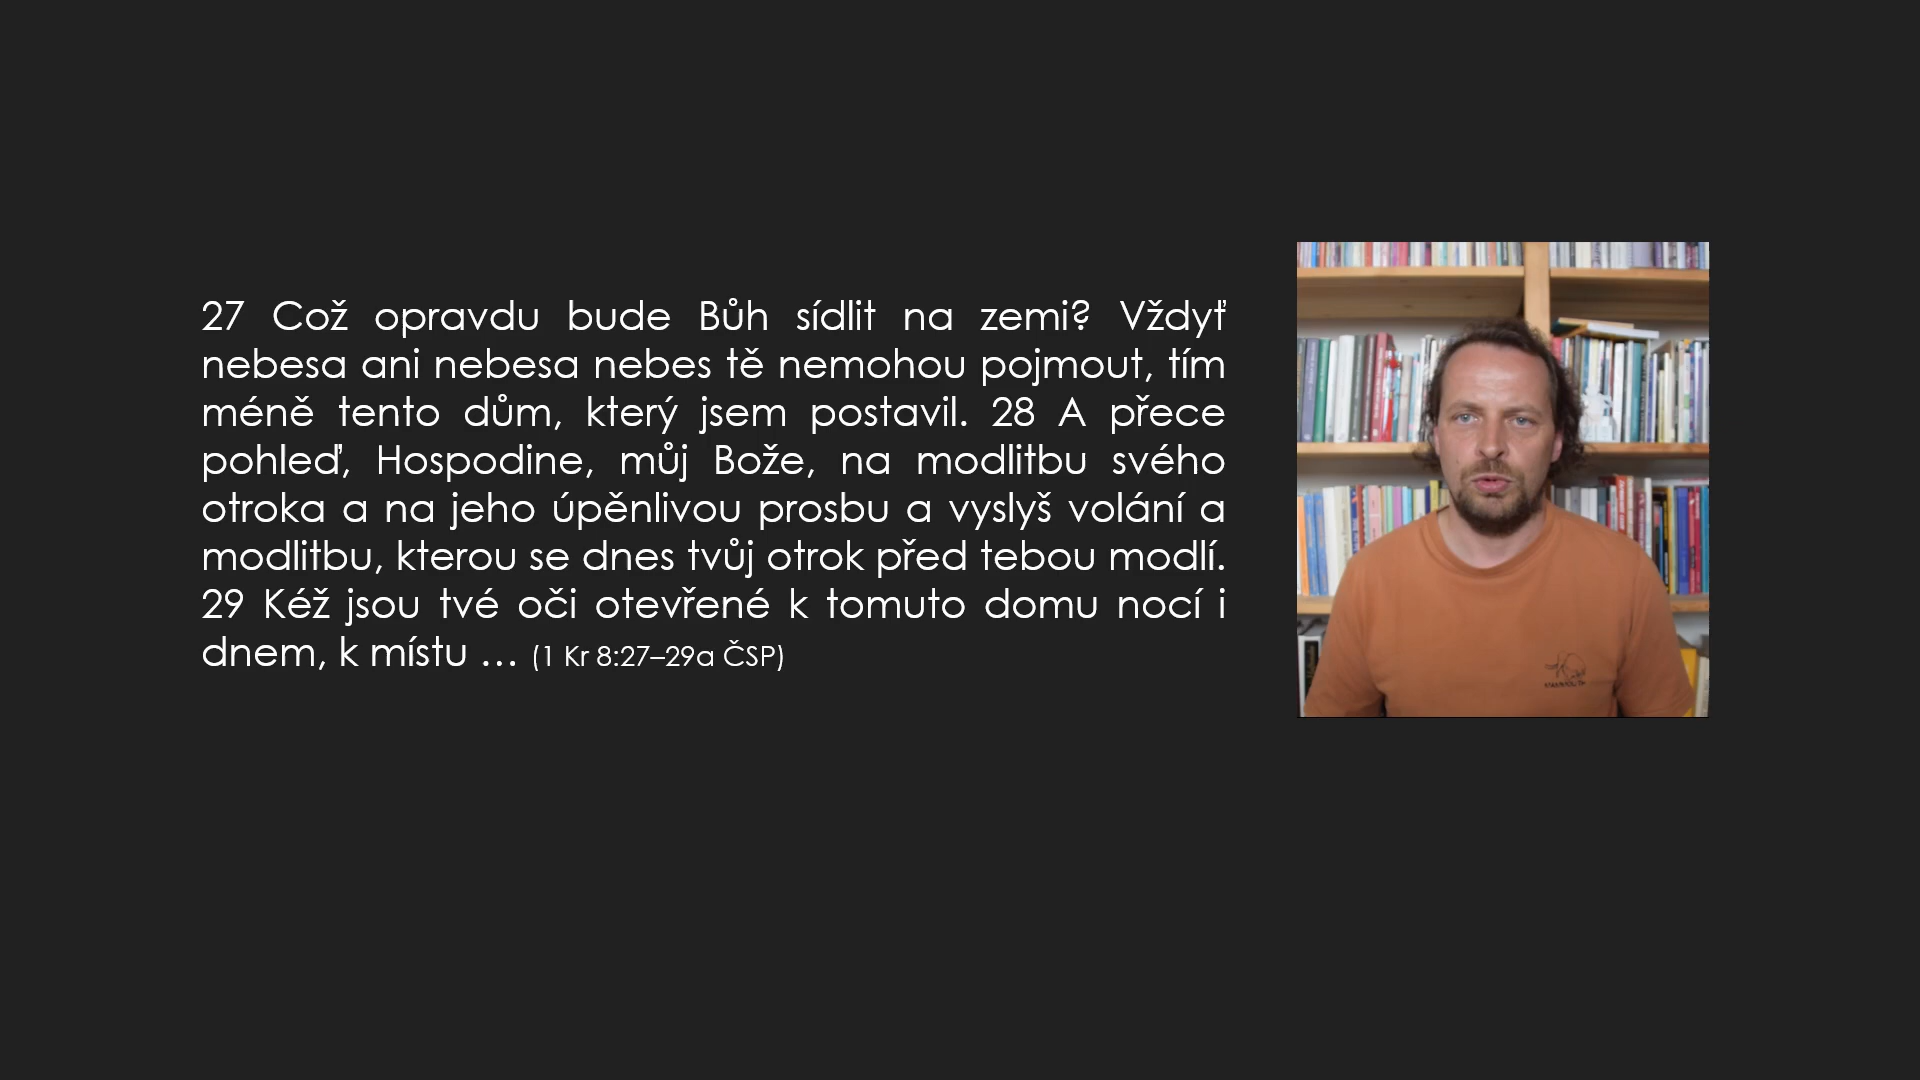 27 Což opravdu bude Bůh sídlit na zemi? Vždyť
nebesa ani nebesa nebes tě nemohou pojmout, tím
méně tento dům, který jsem postavil. 28 A přece
pohleď, Hospodine, můj Bože, na modlitbu svého
otroka a na jeho úpěnlivou prosbu a vyslyš volání a
modlitbu, kterou se dnes tvůj otrok před tebou modlí.
29 Kéž jsou tvé oči otevřené k tomuto domu nocí i
dnem, k místu … (1 Kr 8:27–29a ČSP)